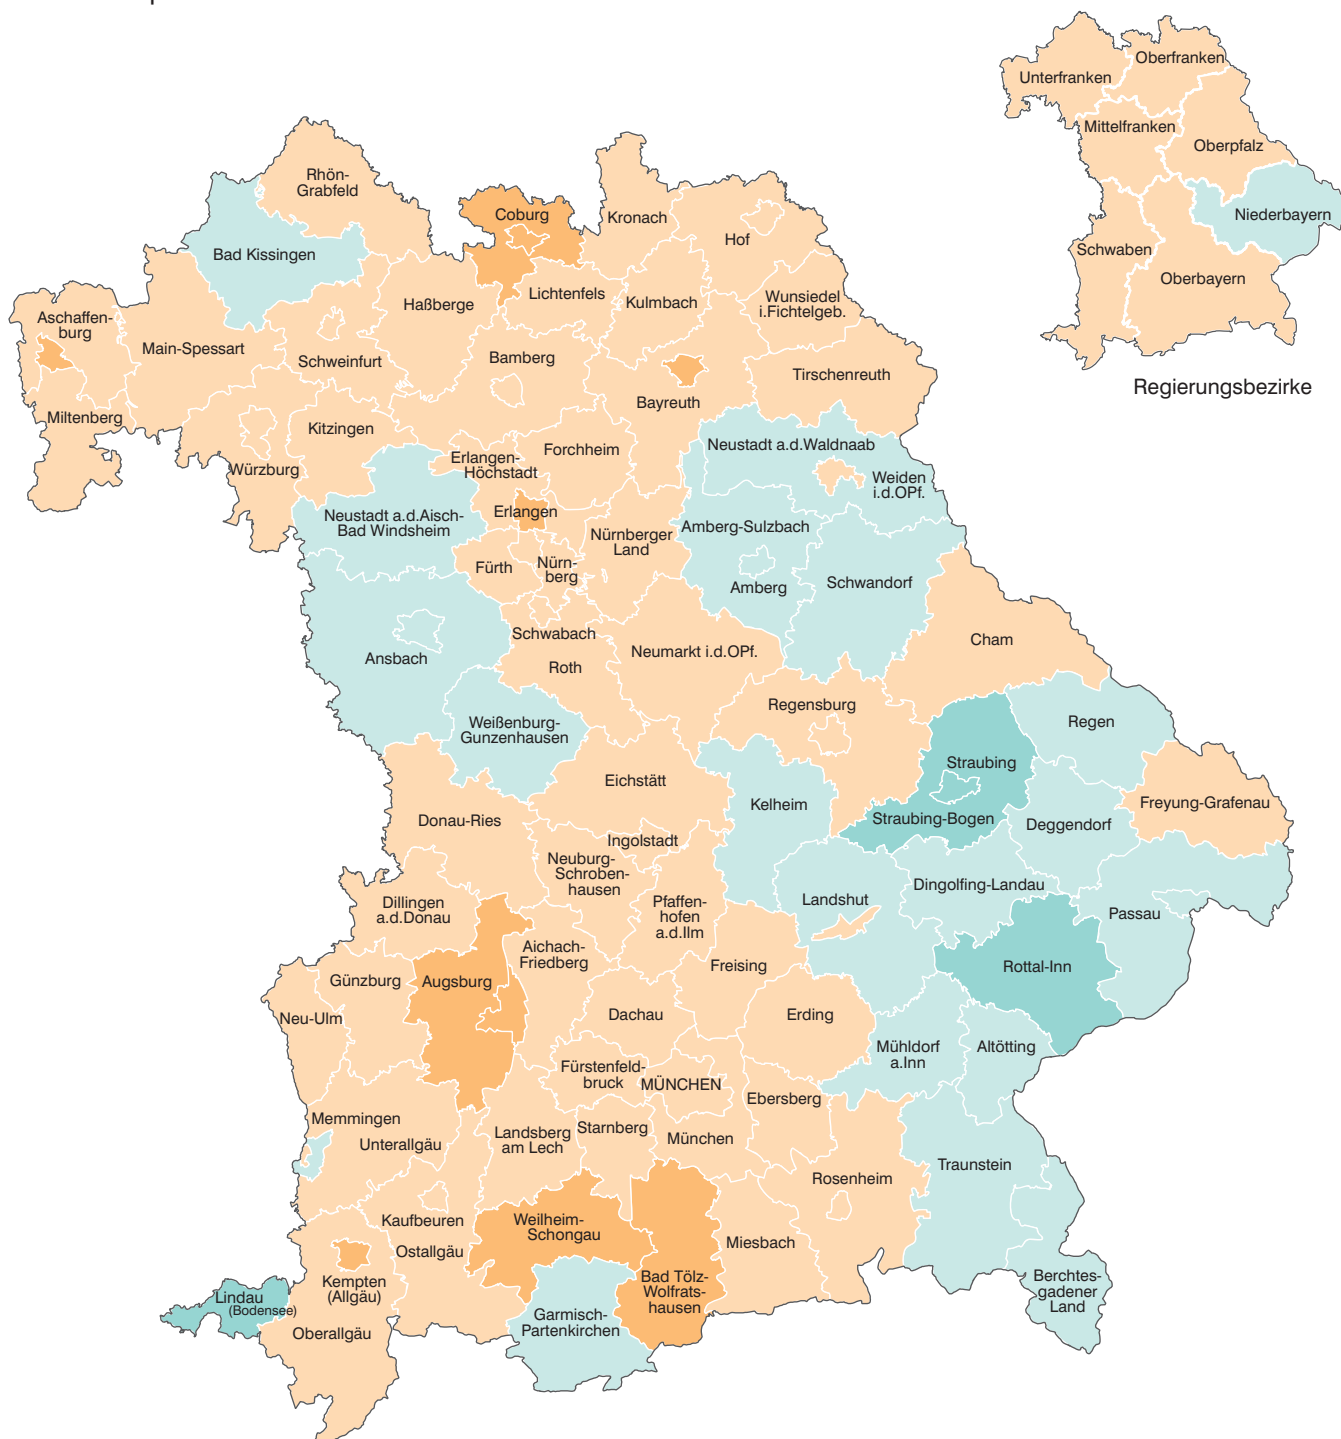 Oberfranken
Unterfranken
Mittelfranken
Oberpfalz
Niederbayern
Schwaben
Oberbayern
Regierungsbezirke
Rhön-
Grabfeld
Coburg
Kronach
Hof
Bad Kissingen
Haßberge
Lichtenfels
Kulmbach
Wunsiedel
i.Fichtelgeb.
Aschaffen-
burg
Main-Spessart
Schweinfurt
Bamberg
Tirschenreuth
Bayreuth
Miltenberg
Kitzingen
Würzburg
Erlangen-
Höchstadt
Forchheim
Neustadt a.d.Waldnaab
Weiden
i.d.OPf.
Neustadt a.d.Aisch-
Bad Windsheim
Erlangen
Nürnberger
Land
Amberg-Sulzbach
Fürth
Nürn-
berg
Amberg
Schwandorf
Schwabach
Ansbach
Roth
Neumarkt i.d.OPf.
Cham
Regensburg
Weißenburg-
Gunzenhausen
Regen
Straubing
Eichstätt
Kelheim
Freyung-Grafenau
Donau-Ries
Straubing-Bogen
Deggendorf
Ingolstadt
Neuburg-
Schroben-
hausen
Dillingen
a.d.Donau
Pfaffen-
hofen
a.d.Ilm
Landshut
Dingolfing-Landau
Passau
Aichach-
Friedberg
Günzburg
Augsburg
Freising
Rottal-Inn
Neu-Ulm
Dachau
Erding
Mühldorf
a.Inn
Altötting
Fürstenfeld-
bruck
MÜNCHEN
Ebersberg
Memmingen
Unterallgäu
Landsberg
am Lech
Starnberg
München
Traunstein
Rosenheim
Kaufbeuren
Weilheim-
Schongau
Miesbach
Ostallgäu
Kempten
(Allgäu)
Bad Tölz-
Wolfrats-
hausen
Berchtes-
gadener
Land
Lindau
(Bodensee)
Garmisch-
Partenkirchen
Oberallgäu